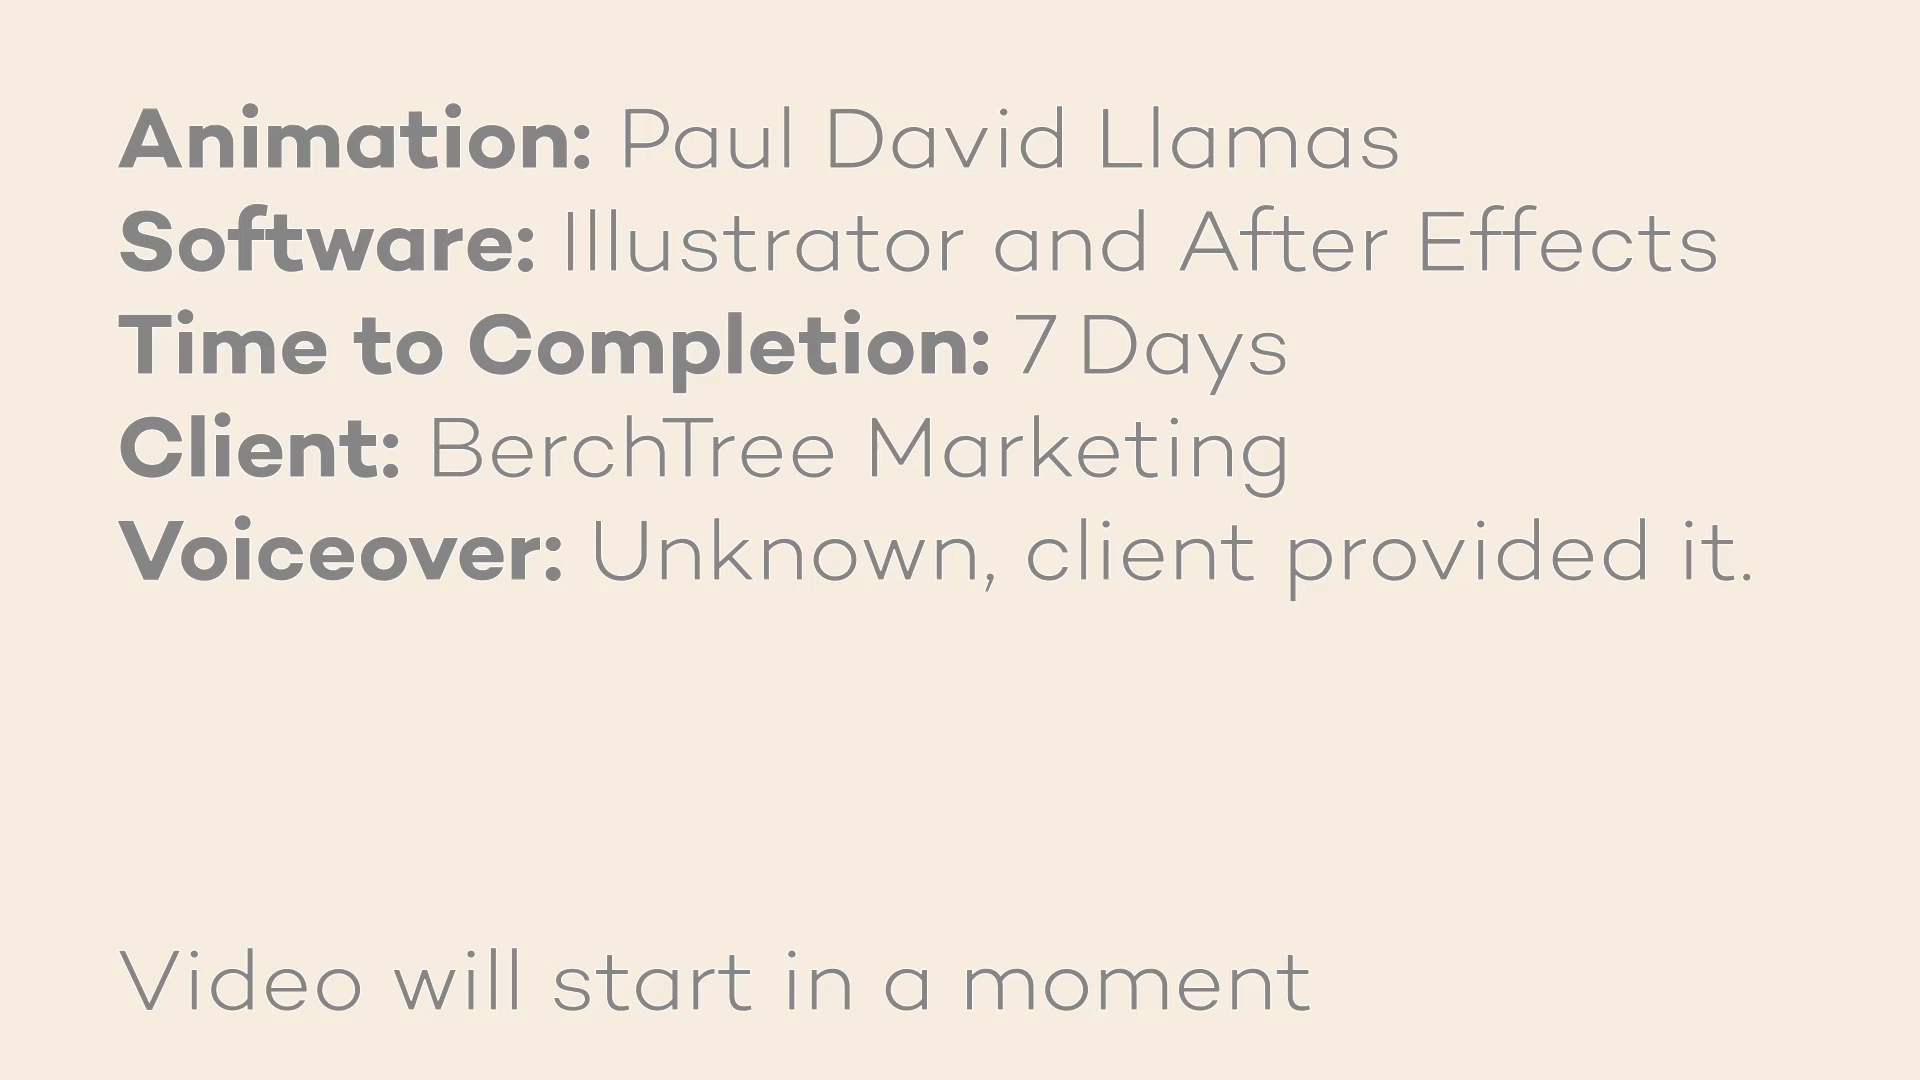 Animation: Paul David Llamas
Software: Illustrator and After Effects
Time to Completion: 7 Days
Client: BerchTree Marketing
Voiceover: Unknown, client provided it.
Video will start in a moment